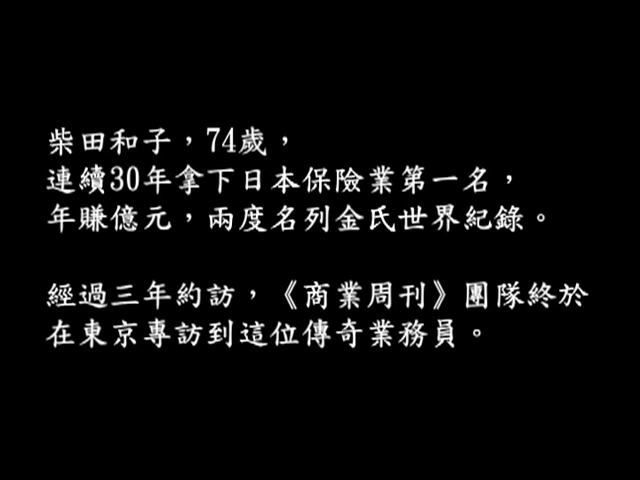 柴田和子，74歲，
連續30年拿下日本保險業第一名，
年賺億元，兩度名列金氏世界紀錄。
經過三年約訪，《商業周刊》團隊終於
在東京專訪到這位傳奇業務員。